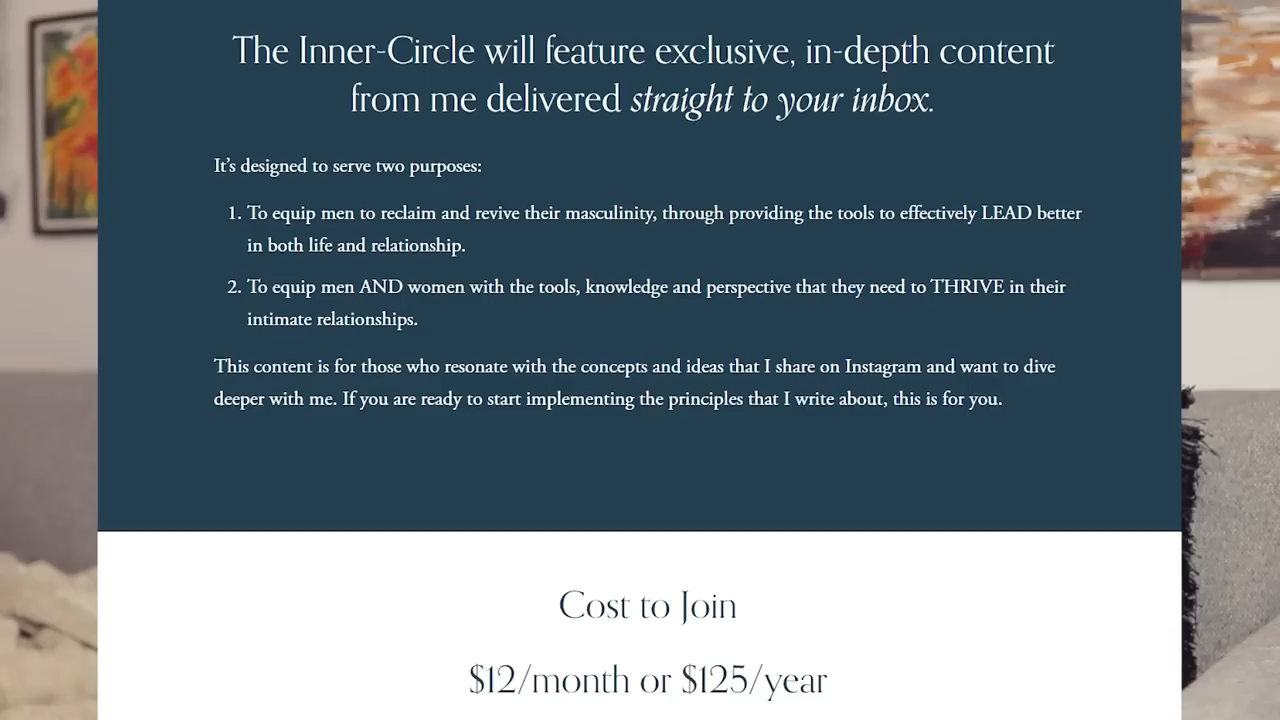 The Inner-Circle will feature exclusive, in-depth content
from me delivered straight to your inbox.
It’s designed to serve two purposes:
1. To equip men to reclaim and revive their masculinity, through providing the tools to effectively LEAD better
in both life and relationship.
2. To equip men AND women with the tools, knowledge and perspective that they need to THRIVE in their
intimate relationships.
This content is for those who resonate with the concepts and ideas that I share on Instagram and want to dive
deeper with me. If you are ready to start implementing the principles that I write about, this is for you.
Cost to Join
$12/month or $125/year